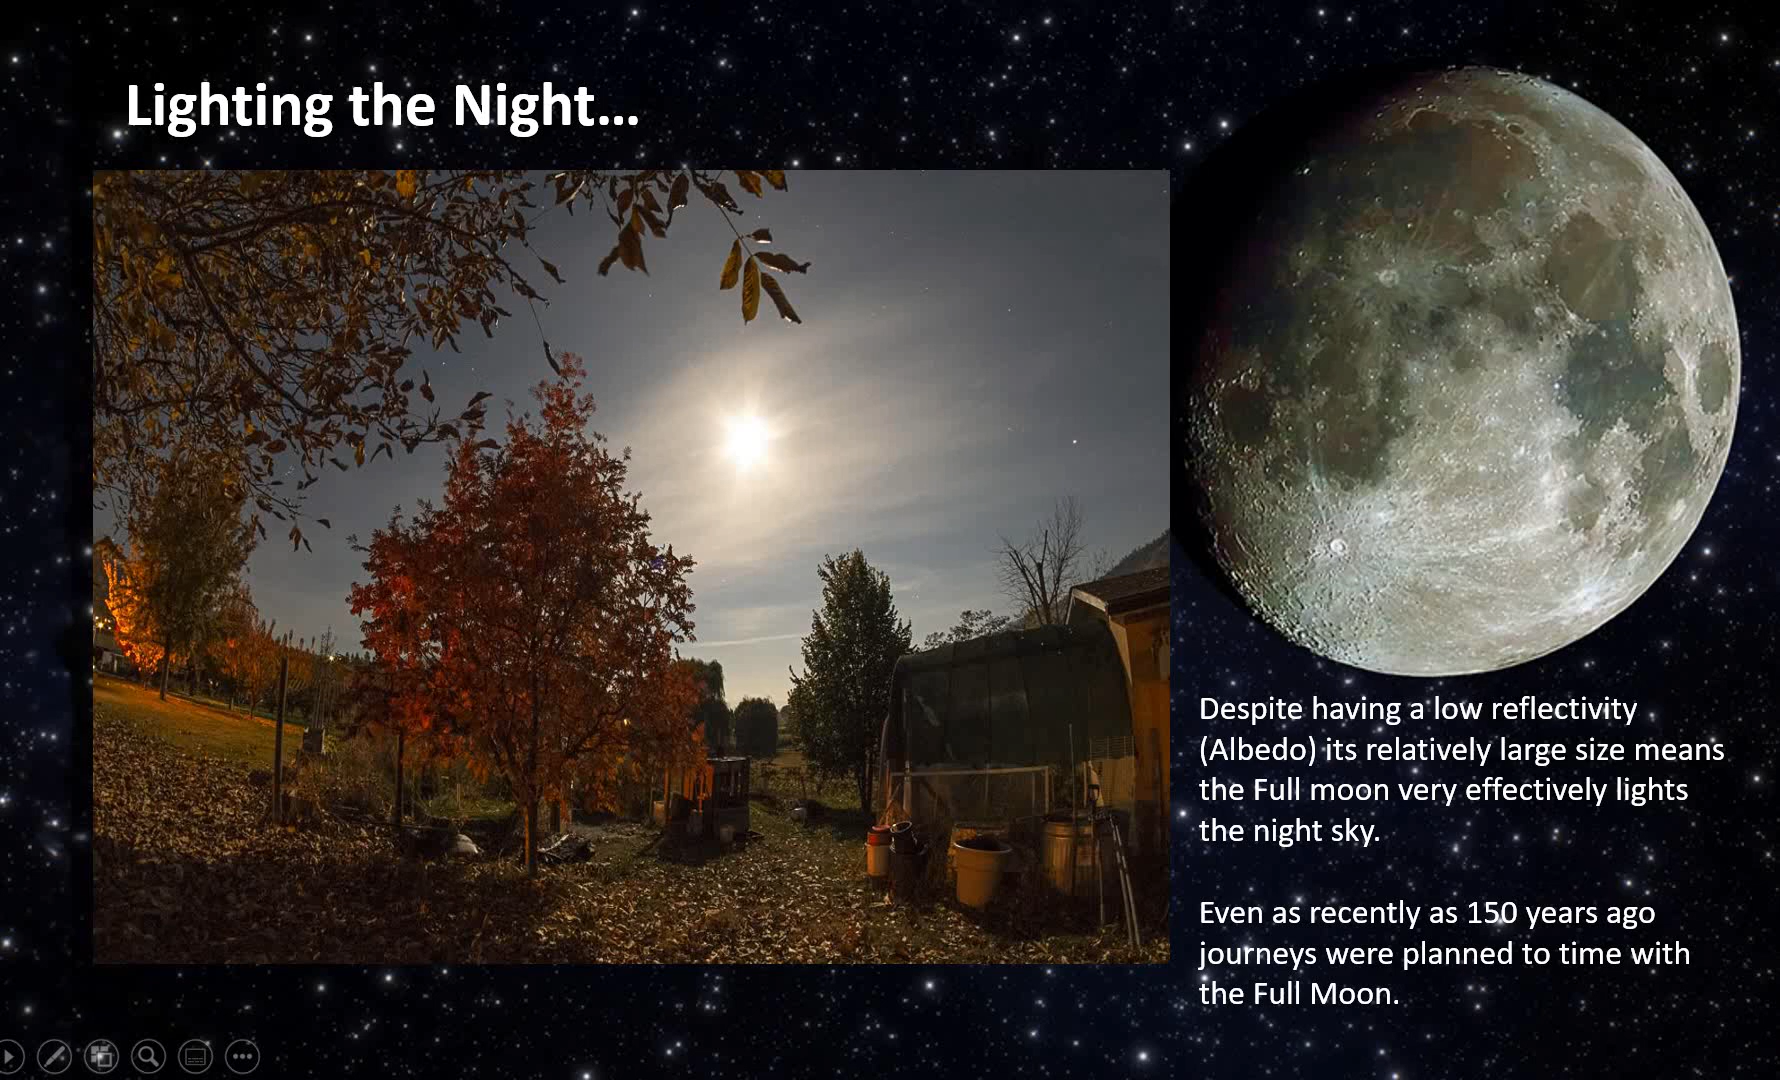 Lighting the Night...
Despite having a low reflectivity
(Albedo) its relatively large size means
the Full moon very effectively lights
the night sky.
Even as recently as 150 years ago
journeys were planned to time with
the Full Moon.